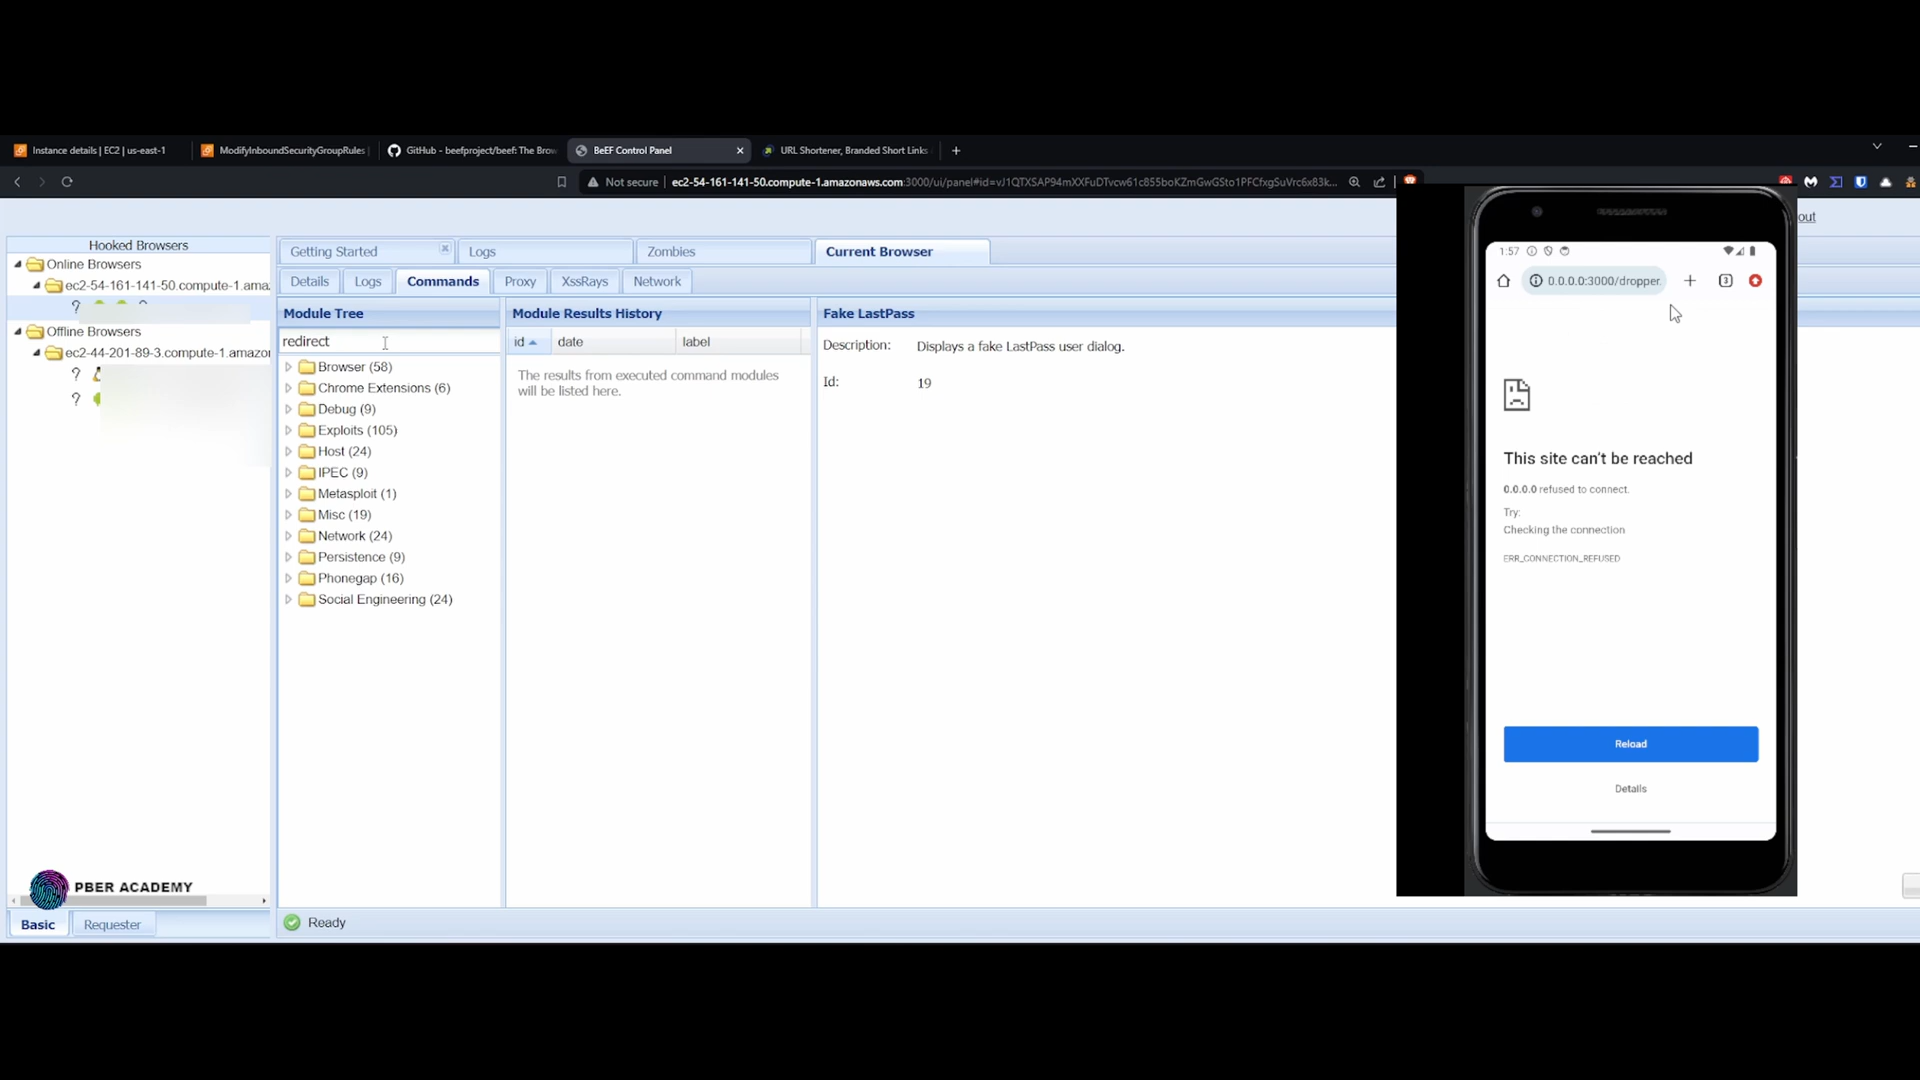 Instance details | EC2 | us-east-1
ModifyInboundSecurityGroupRules
GitHub - beefproject/beef: The Brow
BeEF Control Panel
URL Shortener, Branded Short Links
Not secure
ec2-54-161-141-50.compute-1.amazonaws.com:3000/ui/panel#id=vJ1QTXSAP94mXXFuDTvcw61c855boKZmGwGSto1PFCfxgSuVrc6x83k...
out
Hooked Browsers
Online Browsers
ec2-54-161-141-50.compute-1.ama
?
Offline Browsers
ec2-44-201-89-3.compute-1.amazor
?
?
Getting Started
Logs
Zombies
Current Browser
Details
Logs
Commands
Proxy
XssRays
Network
Module Tree
redirect
Browser (58)
Chrome Extensions (6)
Debug (9)
Exploits (105)
Host (24)
IPEC (9)
Metasploit (1)
Misc (19)
Network (24)
Persistence (9)
Phonegap (16)
Social Engineering (24)
Module Results History
id
date
label
The results from executed command modules
will be listed here.
Fake LastPass
Description:
Displays a fake LastPass user dialog.
Id:
19
1:57
0.0.0.0:3000/dropper.
3
This site can't be reached
0.0.0.0 refused to connect.
Try:
Checking the connection
ERR_CONNECTION_REFUSED
Reload
Details
PBER ACADEMY
Basic
Requester
Ready